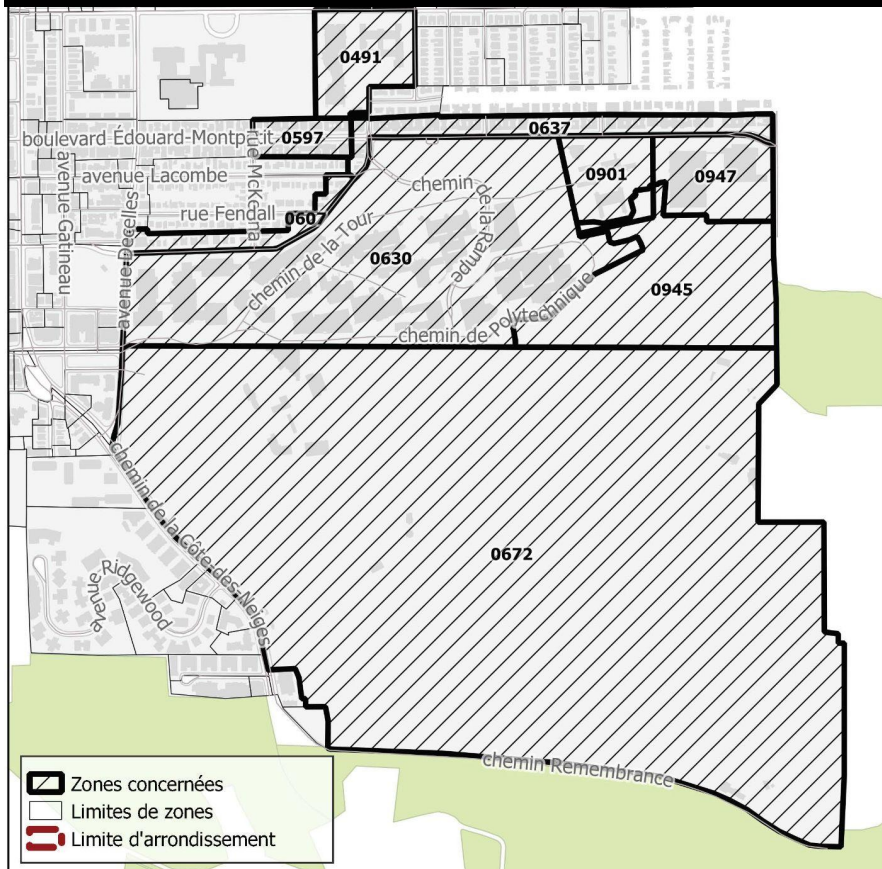 0491
boulevard Édouard-Montpetit
0597
0637
rue McKenna
avenue Lacombe
avenue Gatineau
chemin de la Rampe
0901
0947
avenue Decelles
rue Fendall
0607
chemin de la Tour
0630
0945
chemin de Polytechnique
chemin de la Côte-des-Neiges
0672
avenue Ridgewood
chemin Remembrance
Zones concernées
Limites de zones
Limite d'arrondissement